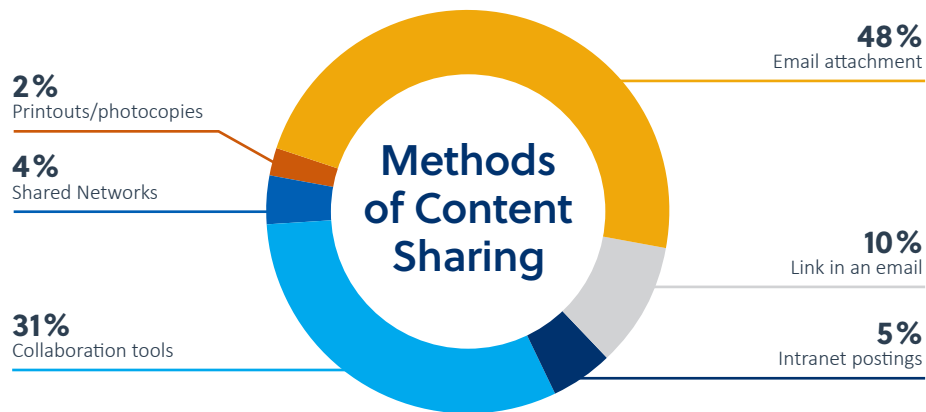 48%
Email attachment
2%
Printouts/photocopies
4%
Shared Networks
Methods
of Content
Sharing
10%
Link in an email
31%
Collaboration tools
5%
Intranet postings